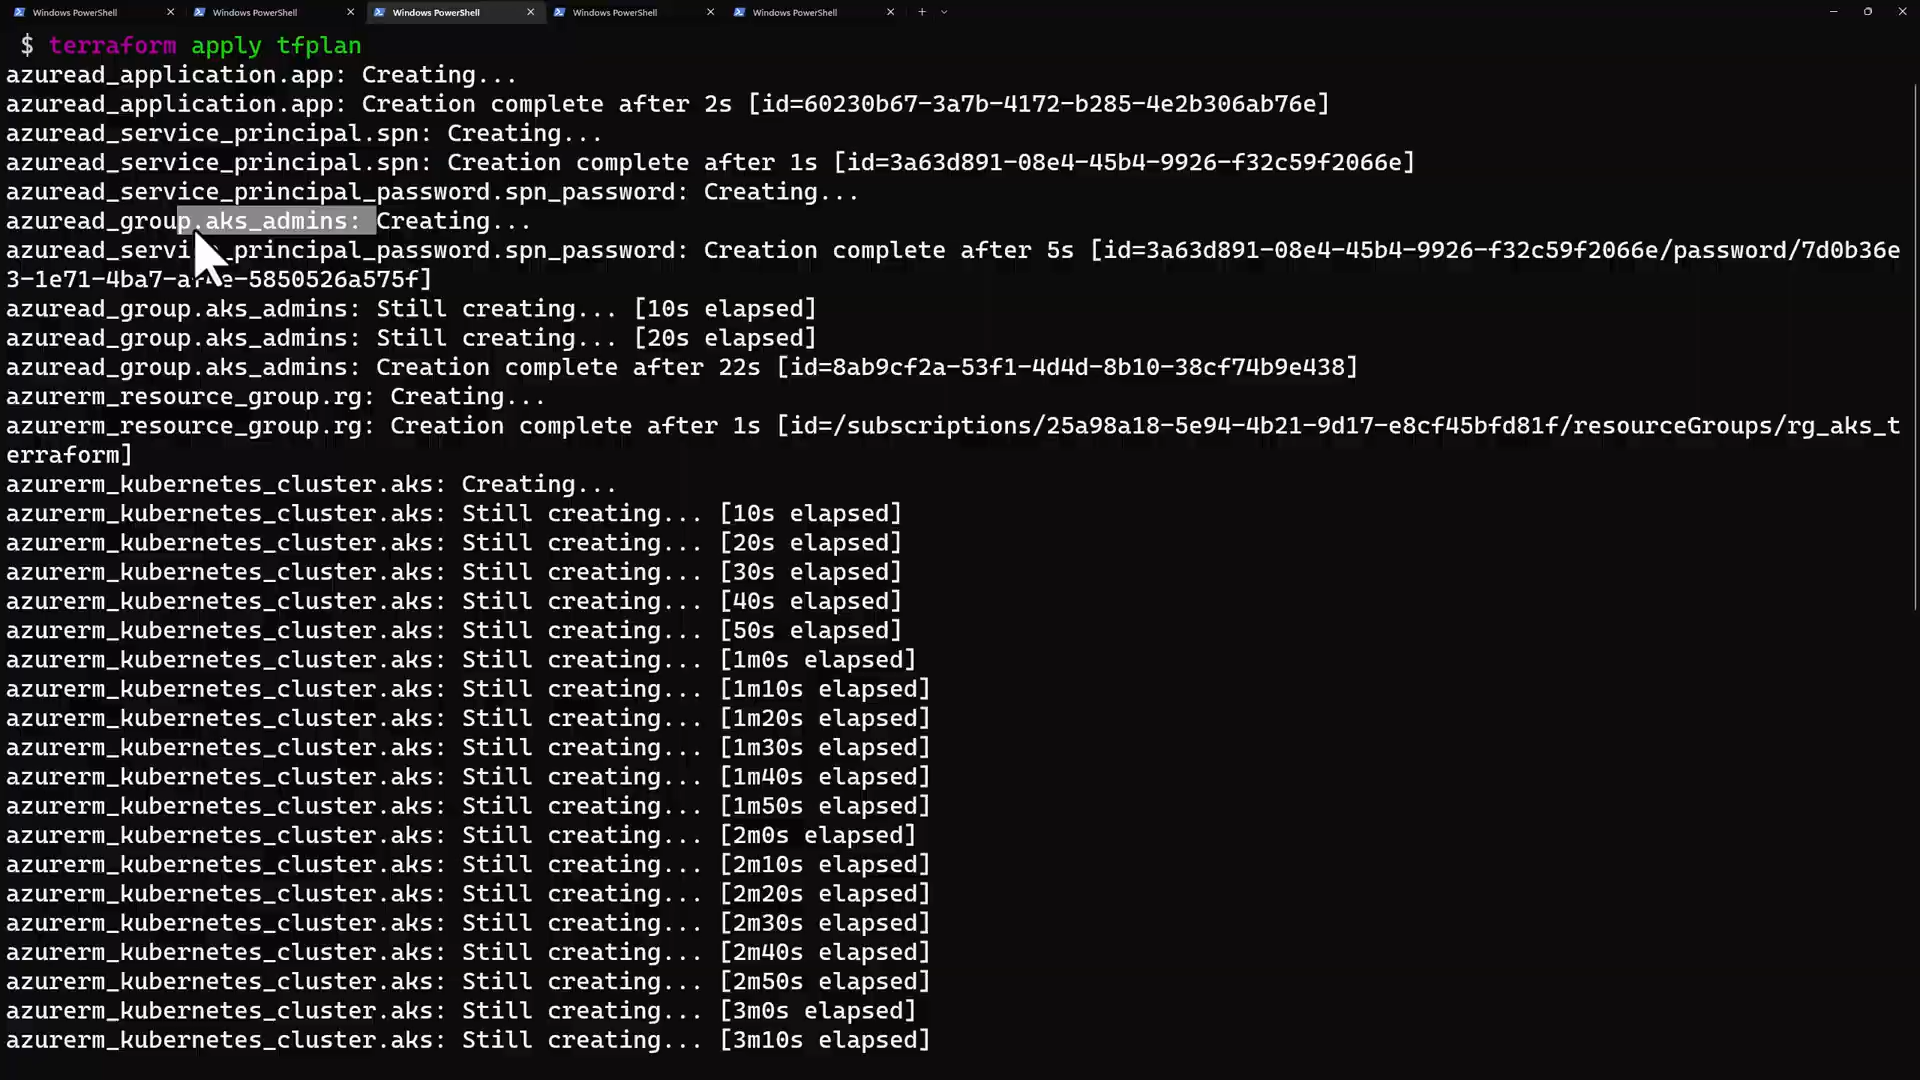 Windows PowerShell
Windows PowerShell
Windows PowerShell
Windows PowerShell
Windows PowerShell
$ terraform apply tfplan
azuread_application.app: Creating...
azuread_application.app: Creation complete after 2s [id=60230b67-3a7b-4172-b285-4e2b306ab76e]
azuread_service_principal.spn: Creating...
azuread_service_principal.spn: Creation complete after 1s [id=3a63d891-08e4-45b4-9926-f32c59f2066e]
azuread_service_principal_password.spn_password: Creating...
azuread_group.aks_admins: Creating...
azuread_service_principal_password.spn_password: Creation complete after 5s [id=3a63d891-08e4-45b4-9926-f32c59f2066e/password/7d0b36e
3-1e71-4ba7- -5850526a575f]
azuread_group.aks_admins: Still creating... [10s elapsed]
azuread_group.aks_admins: Still creating... [20s elapsed]
azuread_group.aks_admins: Creation complete after 22s [id=8ab9cf2a-53f1-4d4d-8b10-38cf74b9e438]
azurerm_resource_group.rg: Creating...
azurerm_resource_group.rg: Creation complete after 1s [id=/subscriptions/25a98a18-5e94-4b21-9d17-e8cf45bfd81f/resourceGroups/rg_aks_t
erraform]
azurerm_kubernetes_cluster.aks: Creating...
azurerm_kubernetes_cluster.aks: Still creating... [10s elapsed]
azurerm_kubernetes_cluster.aks: Still creating... [20s elapsed]
azurerm_kubernetes_cluster.aks: Still creating... [30s elapsed]
azurerm_kubernetes_cluster.aks: Still creating... [40s elapsed]
azurerm_kubernetes_cluster.aks: Still creating... [50s elapsed]
azurerm_kubernetes_cluster.aks: Still creating... [1m0s elapsed]
azurerm_kubernetes_cluster.aks: Still creating... [1m10s elapsed]
azurerm_kubernetes_cluster.aks: Still creating... [1m20s elapsed]
azurerm_kubernetes_cluster.aks: Still creating... [1m30s elapsed]
azurerm_kubernetes_cluster.aks: Still creating... [1m40s elapsed]
azurerm_kubernetes_cluster.aks: Still creating... [1m50s elapsed]
azurerm_kubernetes_cluster.aks: Still creating... [2m0s elapsed]
azurerm_kubernetes_cluster.aks: Still creating... [2m10s elapsed]
azurerm_kubernetes_cluster.aks: Still creating... [2m20s elapsed]
azurerm_kubernetes_cluster.aks: Still creating... [2m30s elapsed]
azurerm_kubernetes_cluster.aks: Still creating... [2m40s elapsed]
azurerm_kubernetes_cluster.aks: Still creating... [2m50s elapsed]
azurerm_kubernetes_cluster.aks: Still creating... [3m0s elapsed]
azurerm_kubernetes_cluster.aks: Still creating... [3m10s elapsed]